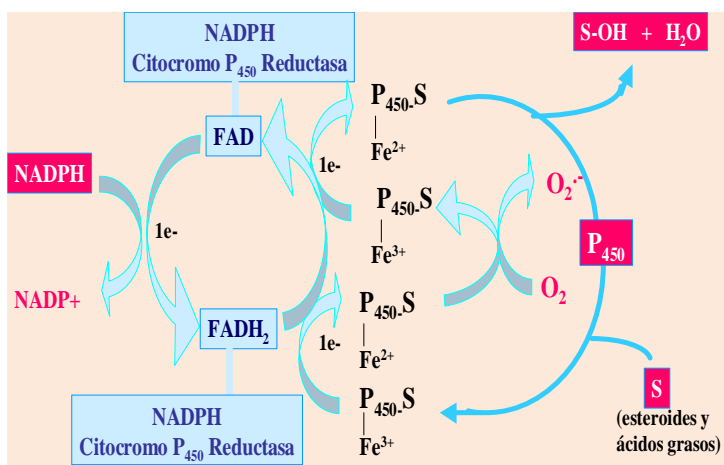 NADPH
Citocromo P450 Reductasa
S-OH + H2O
P450-S
Fe2+
FAD
1e-
NADPH
O2·-
P450-S
Fe3+
1e-
P450
NADP+
O2
P450-S
Fe2+
FADH2
1e-
S
(esteroides y
ácidos grasos)
P450-S
Fe3+
NADPH
Citocromo P450 Reductasa